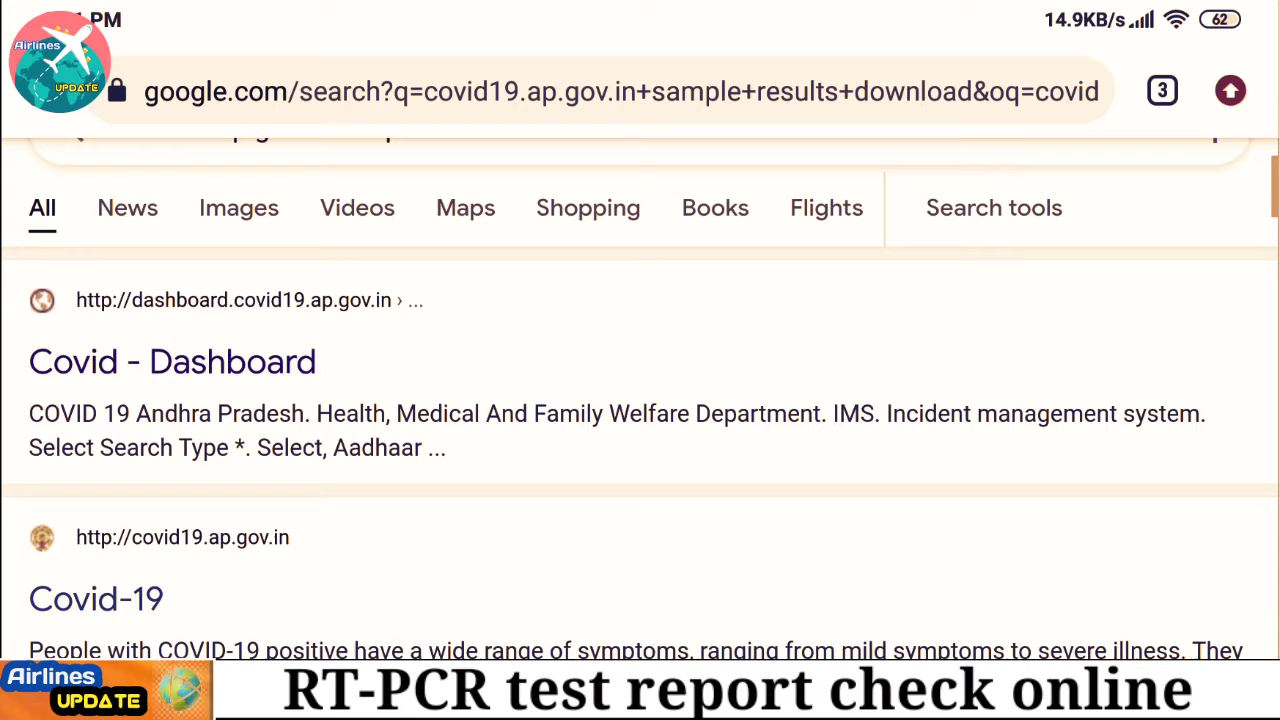 PM
14.9KB/s
62
Airlines
UPDATE
google.com/search?q=covid19.ap.gov.in+sample+results+download&oq=covid
3
All
News
Images
Videos
Maps
Shopping
Books
Flights
Search tools
http://dashboard.covid19.ap.gov.in › ...
Covid - Dashboard
COVID 19 Andhra Pradesh. Health, Medical And Family Welfare Department. IMS. Incident management system.
Select Search Type *. Select, Aadhaar ...
http://covid19.ap.gov.in
Covid-19
People with COVID-19 positive have a wide range of symptoms, ranging from mild symptoms to severe illness. They
Airlines
UPDATE
RT-PCR test report check online